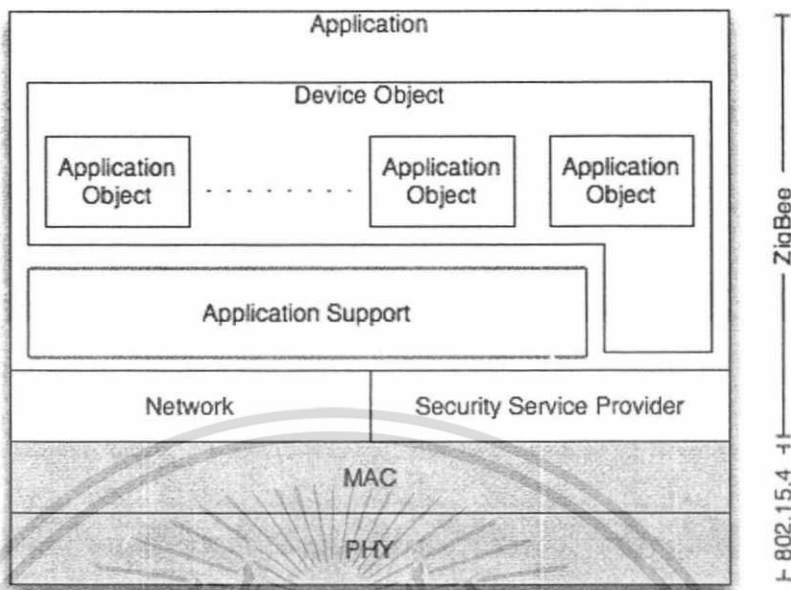 Application
Device Object
Application
Object
Application
Object
Application
Object
Application Support
Network
Security Service Provider
MAC
PHY
ZigBee
802.15.4